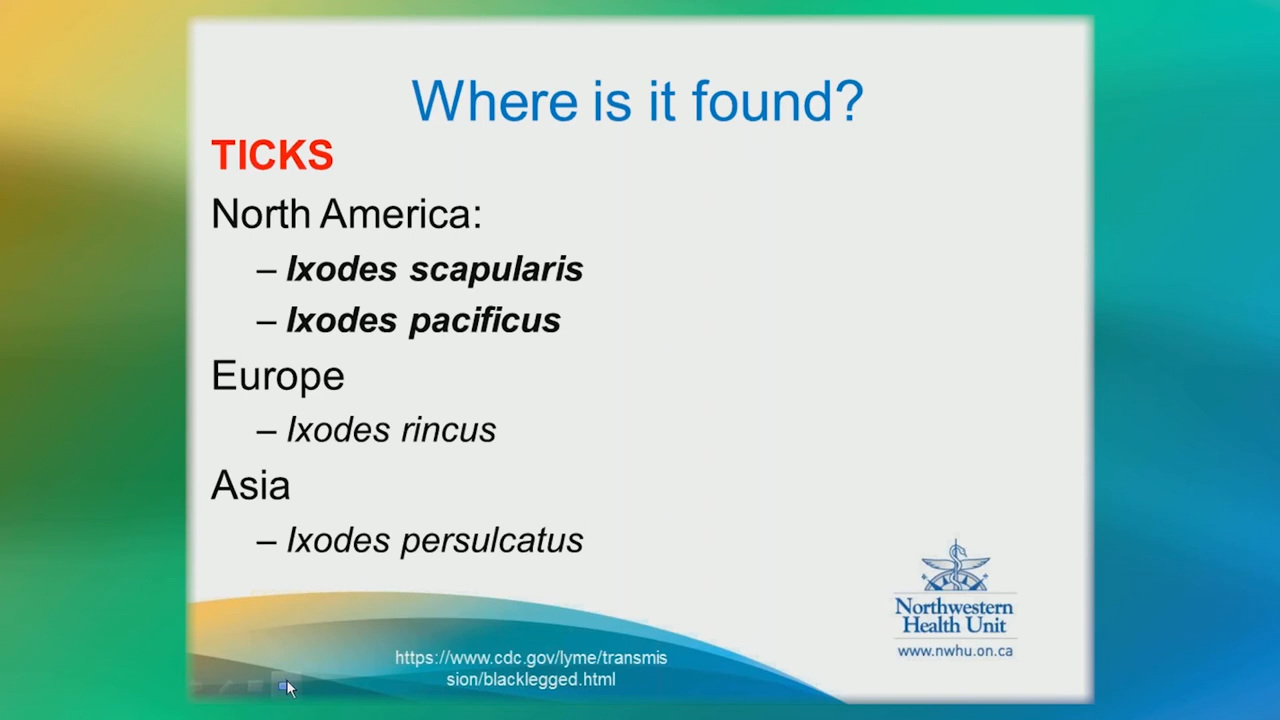 Where is it found?
TICKS
North America:
– Ixodes scapularis
– Ixodes pacificus
Europe
– Ixodes rincus
Asia
– Ixodes persulcatus
https://www.cdc.gov/lyme/transmis
sion/blacklegged.html
Northwestern
Health Unit
www.nwhu.on.ca